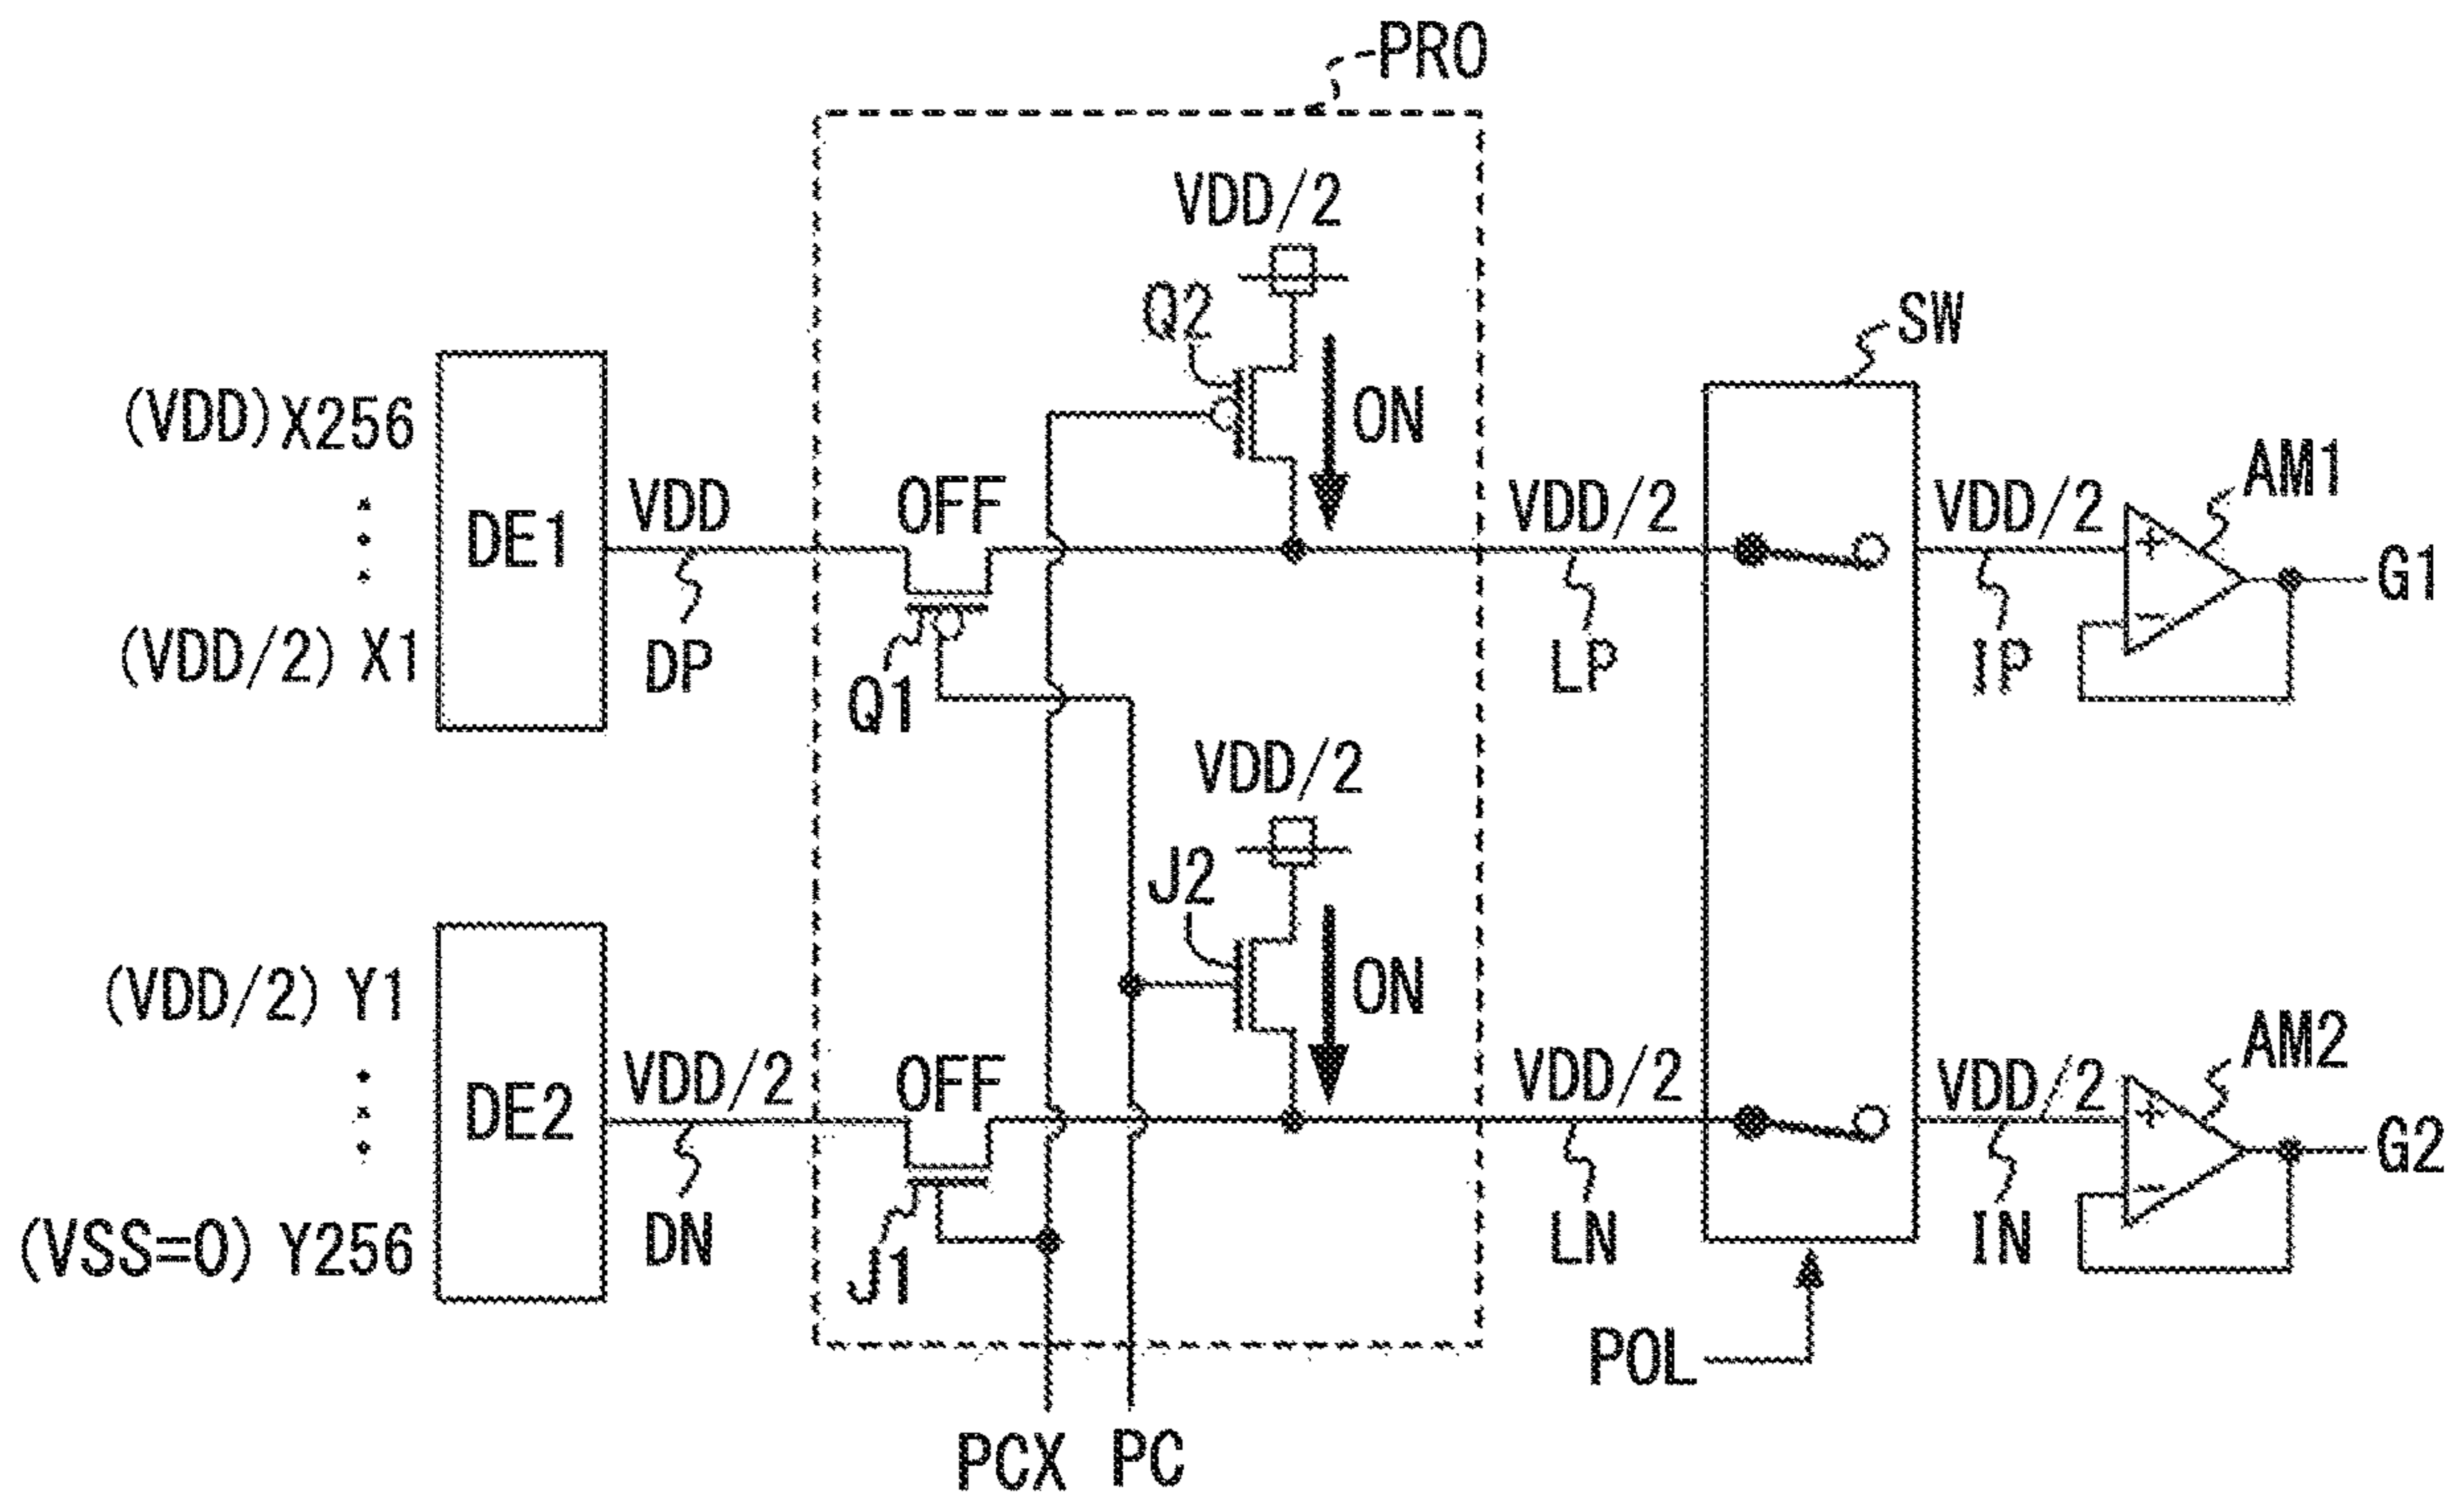 PRO
VDD/2
Q2
SW
(VDD) X256
ON
AM1
DE1
VDD
OFF
VDD/2
VDD/2
+
−
G1
(VDD/2) X1
DP
Q1
LP
IP
VDD/2
J2
(VDD/2) Y1
ON
AM2
DE2
VDD/2
OFF
VDD/2
VDD/2
+
−
G2
(VSS=0) Y256
DN
J1
LN
IN
POL
PCX PC